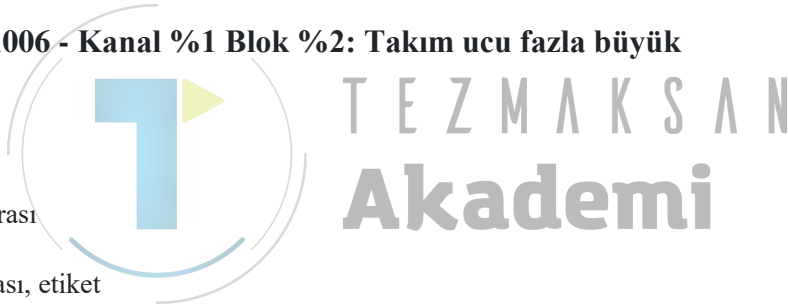 006 - Kanal %1 Blok %2: Takım ucu fazla büyük
TEZMAKSAN
Akademi
rası
ası, etiket